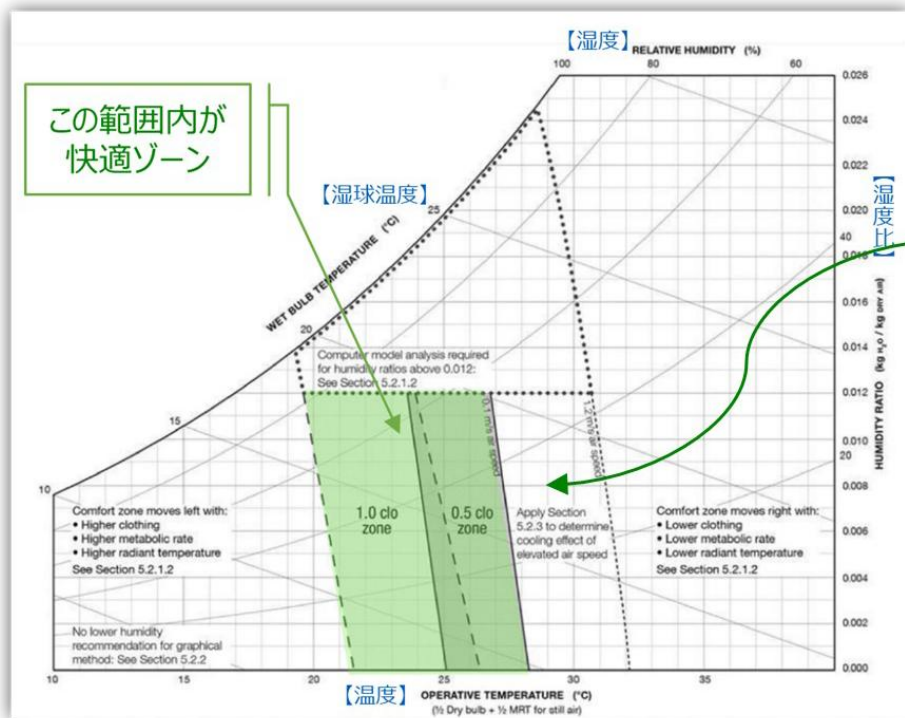 【湿度】 RELATIVE HUMIDITY (%)
100 80 60
この範囲内が
快適ゾーン
【湿球温度】
WET BULB TEMPERATURE (°C)
25
20
15
10
0.026
0.024
0.022
0.020
40
0.018
0.016
0.014
0.012
0.010
20
0.008
0.006
0.004
0.002
0.000
【湿度比】
HUMIDITY RATIO (kg H₂O / kg DRY AIR)
Computer model analysis required
for humidity ratios above 0.012:
See Section 5.2.1.2
0.1 m/s air speed
1.2 m/s air speed
Comfort zone moves left with:
• Higher clothing
• Higher metabolic rate
• Higher radiant temperature
See Section 5.2.1.2
1.0 clo
zone
0.5 clo
zone
Apply Section
5.2.3 to determine
cooling effect of
elevated air speed
Comfort zone moves right with:
• Lower clothing
• Lower metabolic rate
• Lower radiant temperature
See Section 5.2.1.2
No lower humidity
recommendation for graphical
method: See Section 5.2.2
10 15 20 25 30 35
【温度】 OPERATIVE TEMPERATURE (°C)
(½ Dry bulb + ½ MRT for still air)